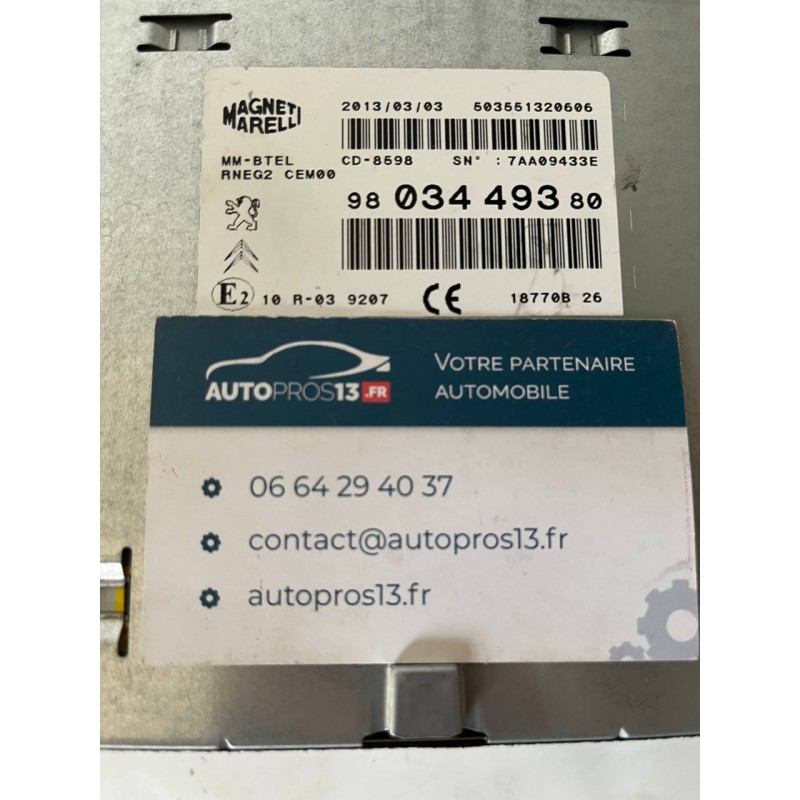 MAGNETI MARELLI
2013/03/03 503551320606
MM-BTEL CD-8598 SN° : 7AA09433E
RNEG2 CEM00
98 034 493 80
E2 10 R-03 9207 CE 18770B 26
AUTOPROS13.FR
VOTRE PARTENAIRE
AUTOMOBILE
06 64 29 40 37
contact@autopros13.fr
autopros13.fr